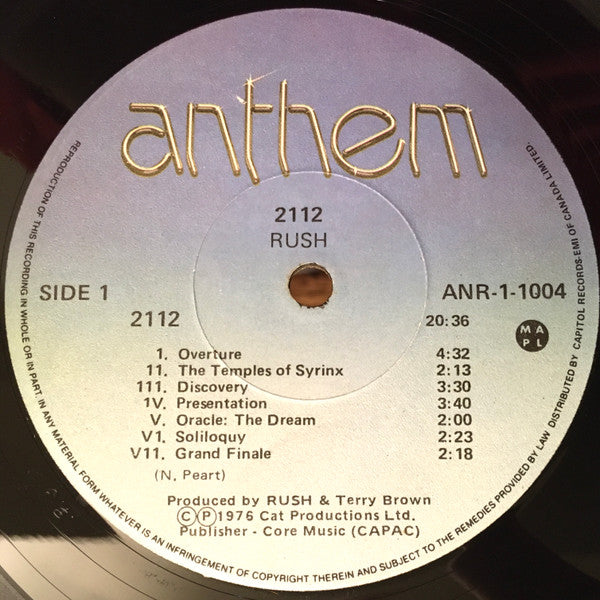 anthem
2112
RUSH
SIDE 1
ANR-1-1004
2112 20:36
1. Overture 4:32
11. The Temples of Syrinx 2:13
111. Discovery 3:30
1V. Presentation 3:40
V. Oracle: The Dream 2:00
V1. Soliloquy 2:23
V11. Grand Finale 2:18
(N. Peart)
MAPL
Produced by RUSH & Terry Brown
©℗1976 Cat Productions Ltd.
Publisher - Core Music (CAPAC)
REPRODUCTION OF THIS RECORDING IN WHOLE OR IN PART, IN ANY MATERIAL FORM WHATEVER IS AN INFRINGEMENT OF COPYRIGHT THEREIN AND SUBJECT TO THE REMEDIES PROVIDED BY LAW DISTRIBUTED BY CAPITOL RECORDS-EMI OF CANADA LIMITED.